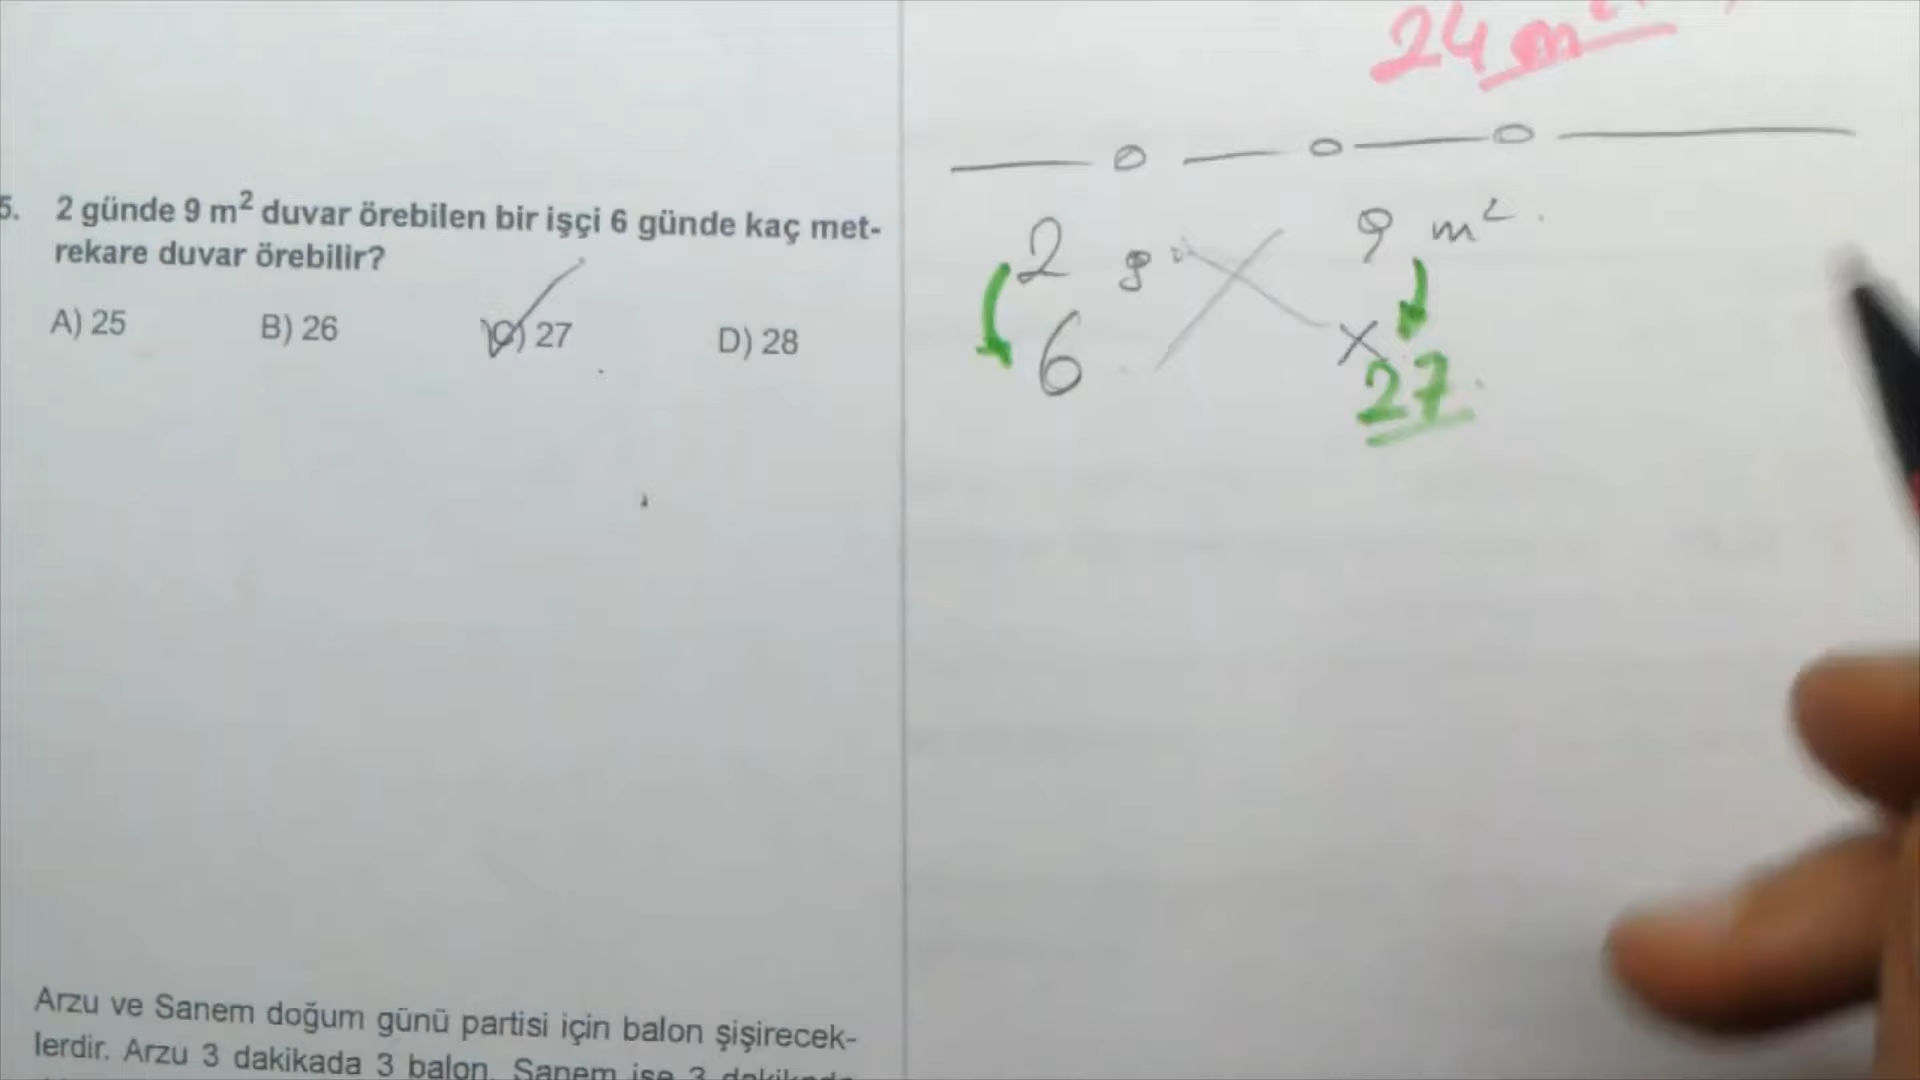 5. 2 günde 9 m² duvar örebilen bir işçi 6 günde kaç met-
rekare duvar örebilir?
A) 25 B) 26 C) 27 D) 28
Arzu ve Sanem doğum günü partisi için balon şişirecek-
lerdir. Arzu 3 dakikada 3 balon, Sanem ise 3 dakikada
24 m²
2 g 9 m²
6 x
27